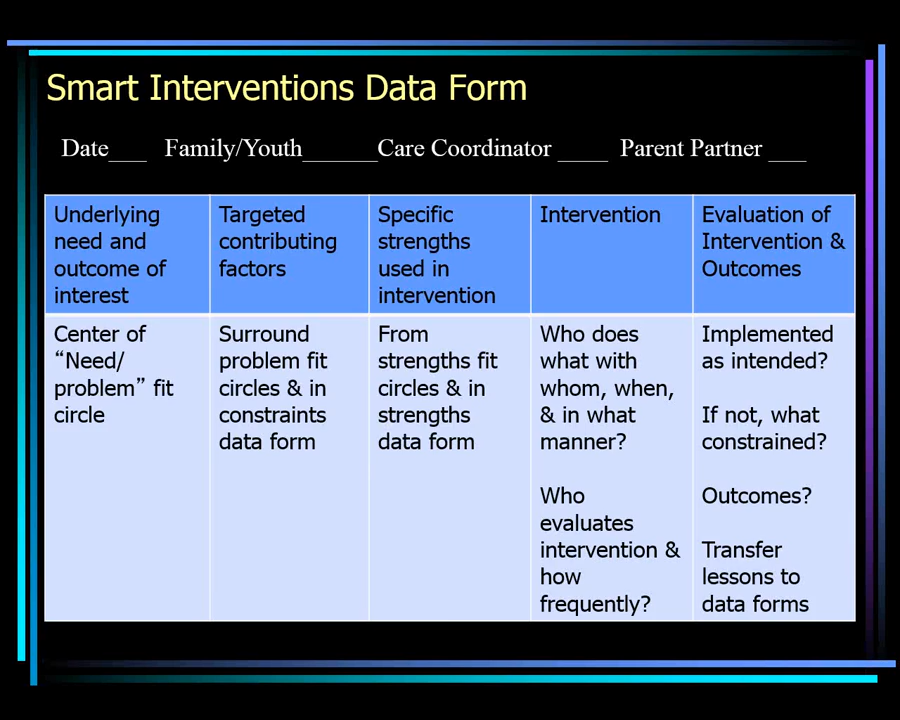 Smart Interventions Data Form
Date___ Family/Youth______Care Coordinator ____ Parent Partner ___
Underlying
need and
outcome of
interest
Targeted
contributing
factors
Specific
strengths
used in
intervention
Intervention
Evaluation of
Intervention &
Outcomes
Center of
“Need/
problem” fit
circle
Surround
problem fit
circles & in
constraints
data form
From
strengths fit
circles & in
strengths
data form
Who does
what with
whom, when,
& in what
manner?
Who
evaluates
intervention &
how
frequently?
Implemented
as intended?
If not, what
constrained?
Outcomes?
Transfer
lessons to
data forms